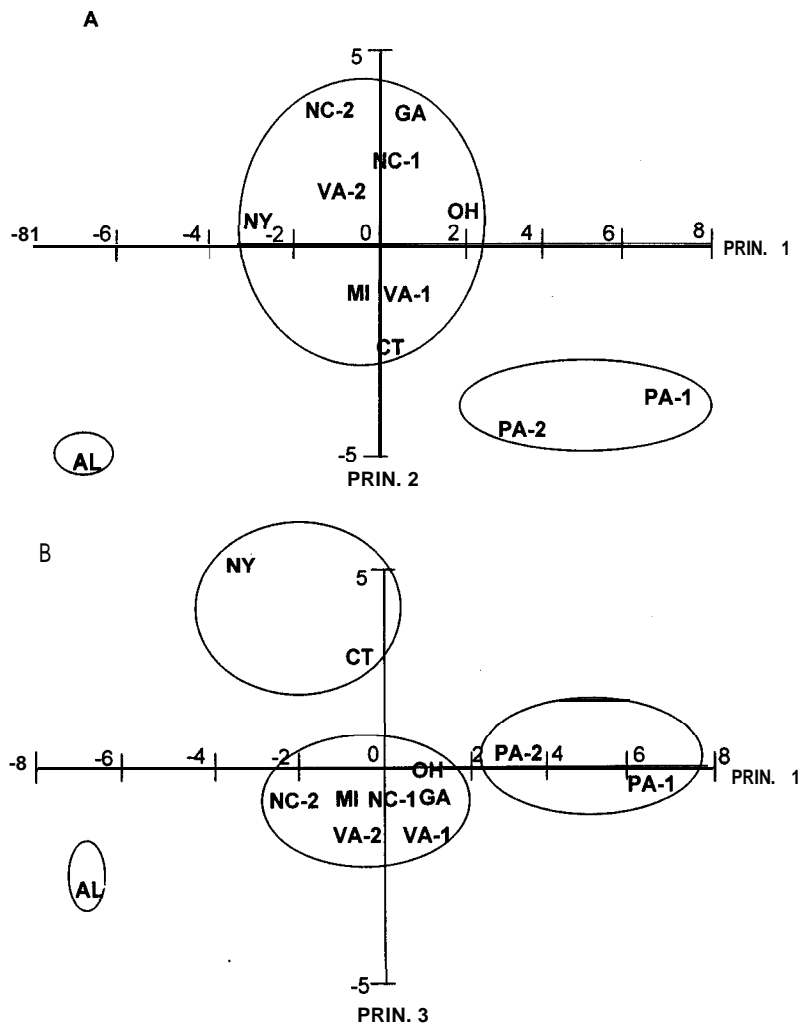 A
5
NC-2 GA
NC-1
VA-2
NY OH
-81 -6 -4 -2 0 2 4 6 8 PRIN. 1
MI VA-1
CT
PA-1
PA-2
AL
-5
PRIN. 2
B
NY
5
CT
-8 -6 -4 -2 0 2 PA-2 4 6 8 PRIN. 1
OH
PA-1
NC-2 MI NC-1 GA
VA-2 VA-1
AL
-5
PRIN. 3